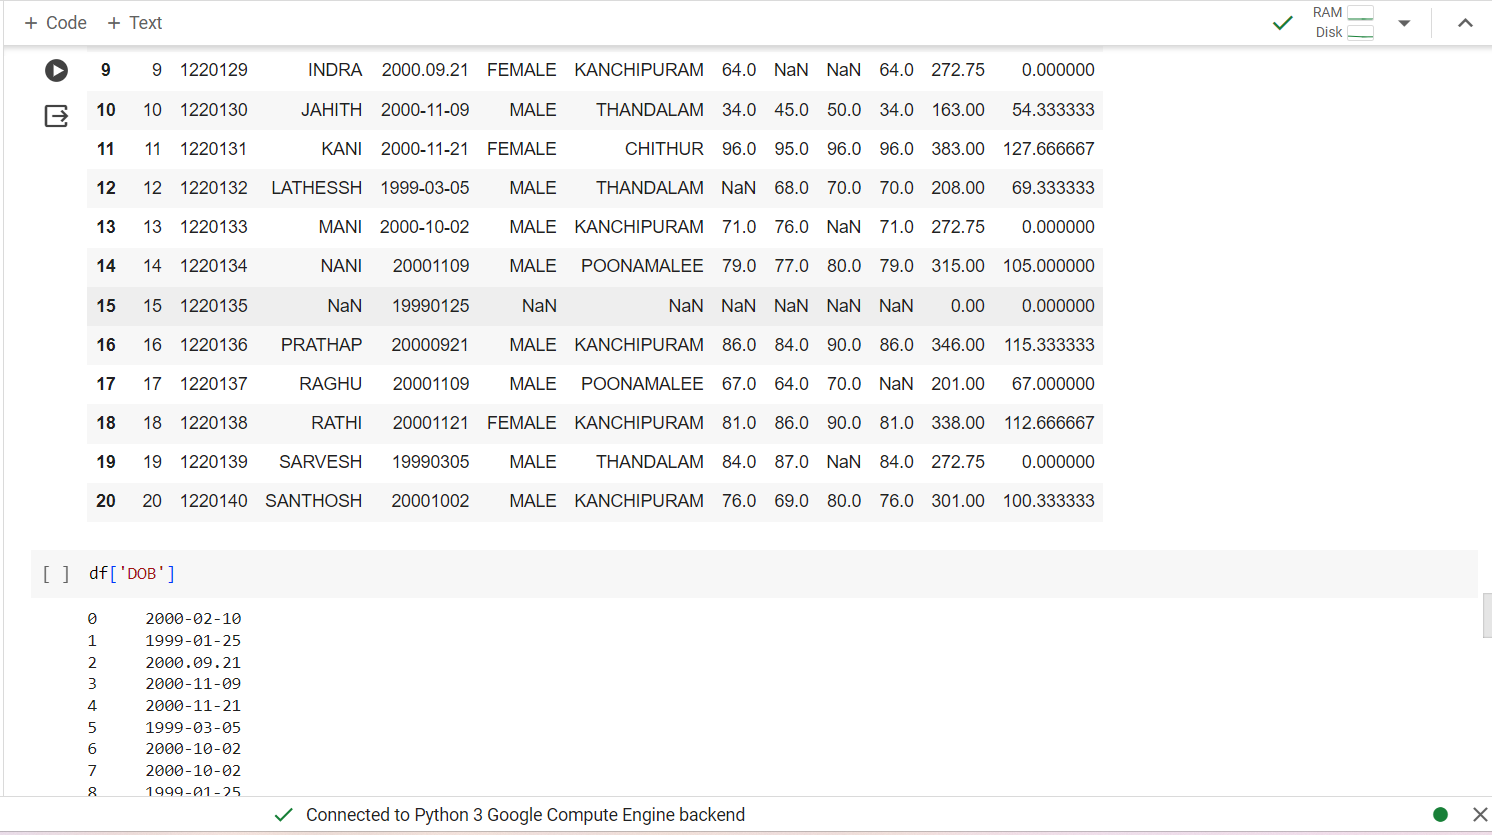 + Code + Text RAM
Disk
9 9 1220129 INDRA 2000.09.21 FEMALE KANCHIPURAM 64.0 NaN NaN 64.0 272.75 0.000000
10 10 1220130 JAHITH 2000-11-09 MALE THANDALAM 34.0 45.0 50.0 34.0 163.00 54.333333
11 11 1220131 KANI 2000-11-21 FEMALE CHITHUR 96.0 95.0 96.0 96.0 383.00 127.666667
12 12 1220132 LATHESSH 1999-03-05 MALE THANDALAM NaN 68.0 70.0 70.0 208.00 69.333333
13 13 1220133 MANI 2000-10-02 MALE KANCHIPURAM 71.0 76.0 NaN 71.0 272.75 0.000000
14 14 1220134 NANI 20001109 MALE POONAMALEE 79.0 77.0 80.0 79.0 315.00 105.000000
15 15 1220135 NaN 19990125 NaN NaN NaN NaN NaN NaN 0.00 0.000000
16 16 1220136 PRATHAP 20000921 MALE KANCHIPURAM 86.0 84.0 90.0 86.0 346.00 115.333333
17 17 1220137 RAGHU 20001109 MALE POONAMALEE 67.0 64.0 70.0 NaN 201.00 67.000000
18 18 1220138 RATHI 20001121 FEMALE KANCHIPURAM 81.0 86.0 90.0 81.0 338.00 112.666667
19 19 1220139 SARVESH 19990305 MALE THANDALAM 84.0 87.0 NaN 84.0 272.75 0.000000
20 20 1220140 SANTHOSH 20001002 MALE KANCHIPURAM 76.0 69.0 80.0 76.0 301.00 100.333333
[ ] df['DOB']
0 2000-02-10
1 1999-01-25
2 2000.09.21
3 2000-11-09
4 2000-11-21
5 1999-03-05
6 2000-10-02
7 2000-10-02
8 1999-01-25
Connected to Python 3 Google Compute Engine backend